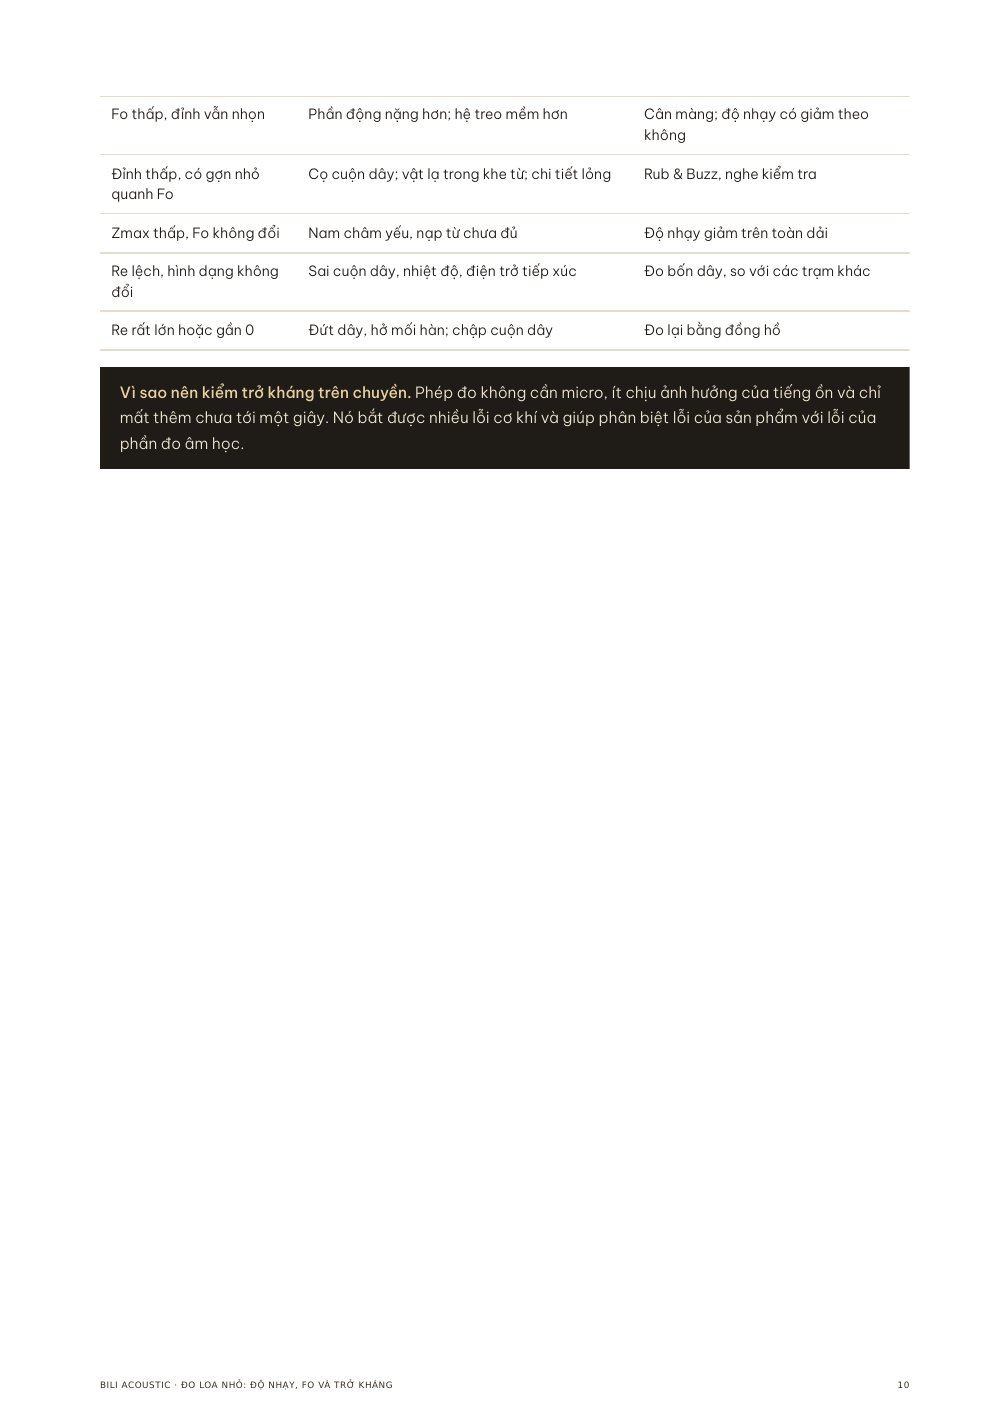 Fo thấp, đỉnh vẫn nhọn Phần động nặng hơn; hệ treo mềm hơn Cân màng; độ nhạy có giảm theo
không
Đỉnh thấp, có gợn nhỏ Cọ cuộn dây; vật lạ trong khe từ; chi tiết lỏng Rub & Buzz, nghe kiểm tra
quanh Fo
Zmax thấp, Fo không đổi Nam châm yếu, nạp từ chưa đủ Độ nhạy giảm trên toàn dải
Re lệch, hình dạng không Sai cuộn dây, nhiệt độ, điện trở tiếp xúc Đo bốn dây, so với các trạm khác
đổi
Re rất lớn hoặc gần 0 Đứt dây, hở mối hàn; chập cuộn dây Đo lại bằng đồng hồ
Vì sao nên kiểm trở kháng trên chuyền. Phép đo không cần micro, ít chịu ảnh hưởng của tiếng ồn và chỉ
mất thêm chưa tới một giây. Nó bắt được nhiều lỗi cơ khí và giúp phân biệt lỗi của sản phẩm với lỗi của
phần đo âm học.
BILI ACOUSTIC · ĐO LOA NHỎ: ĐỘ NHẠY, FO VÀ TRỞ KHÁNG 10